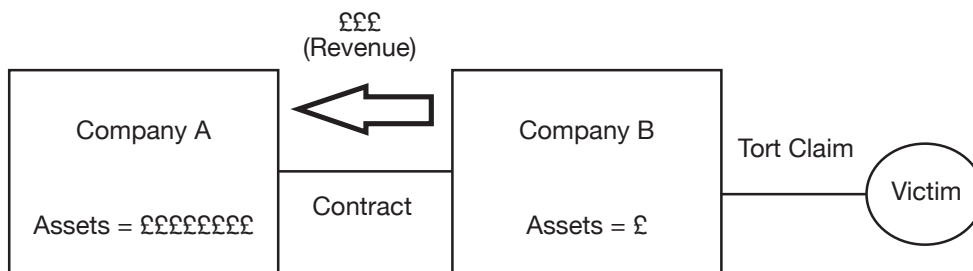 £££
(Revenue)
Company A
Company B
Tort Claim
Victim
Contract
Assets = ££££££££
Assets = £